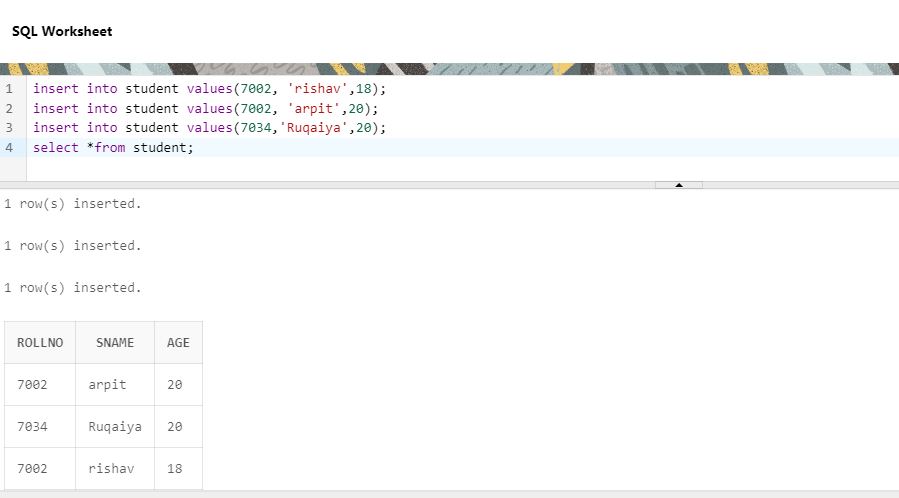 SQL Worksheet
1 insert into student values(7002, 'rishav',18);
2 insert into student values(7002, 'arpit',20);
3 insert into student values(7034,'Ruqaiya',20);
4 select *from student;
1 row(s) inserted.
1 row(s) inserted.
1 row(s) inserted.
ROLLNO SNAME AGE
7002 arpit 20
7034 Ruqaiya 20
7002 rishav 18